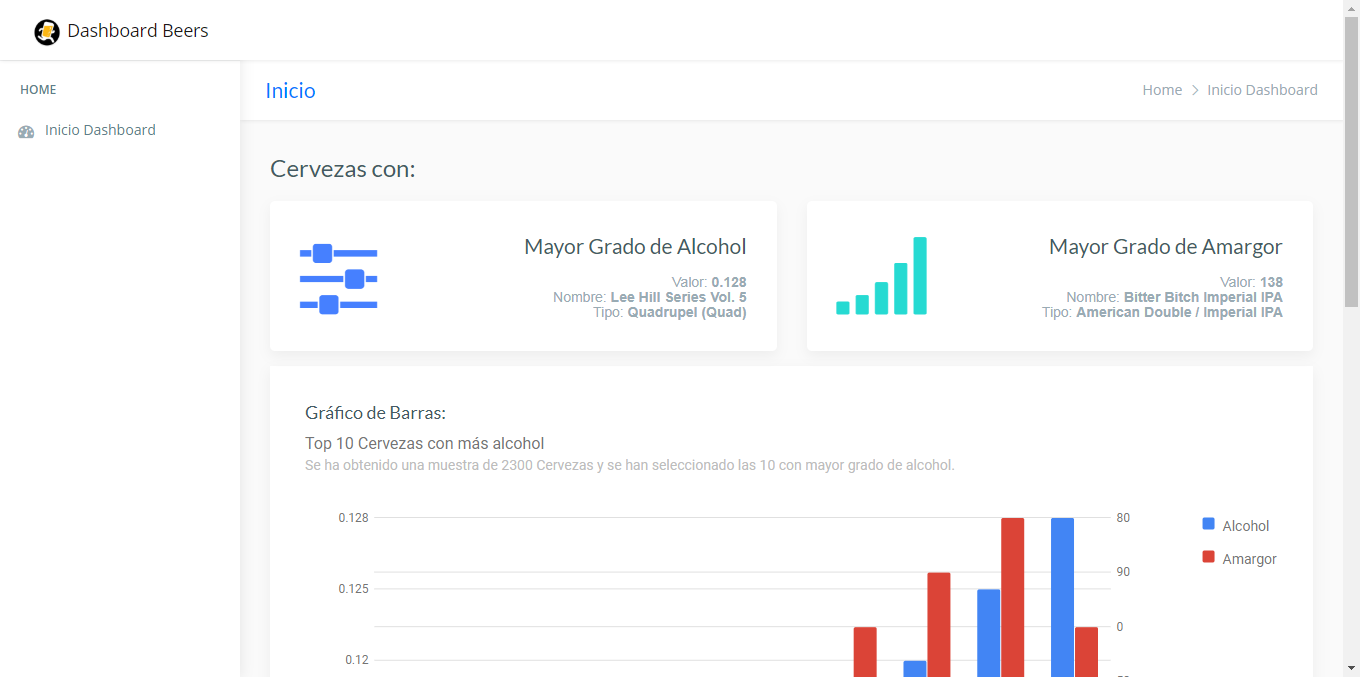 Dashboard Beers
HOME
Inicio Dashboard
Inicio
Home > Inicio Dashboard
Cervezas con:
Mayor Grado de Alcohol
Valor: 0.128
Nombre: Lee Hill Series Vol. 5
Tipo: Quadrupel (Quad)
Mayor Grado de Amargor
Valor: 138
Nombre: Bitter Bitch Imperial IPA
Tipo: American Double / Imperial IPA
Gráfico de Barras:
Top 10 Cervezas con más alcohol
Se ha obtenido una muestra de 2300 Cervezas y se han seleccionado las 10 con mayor grado de alcohol.
0.128
0.125
0.12
80
90
0
Alcohol
Amargor